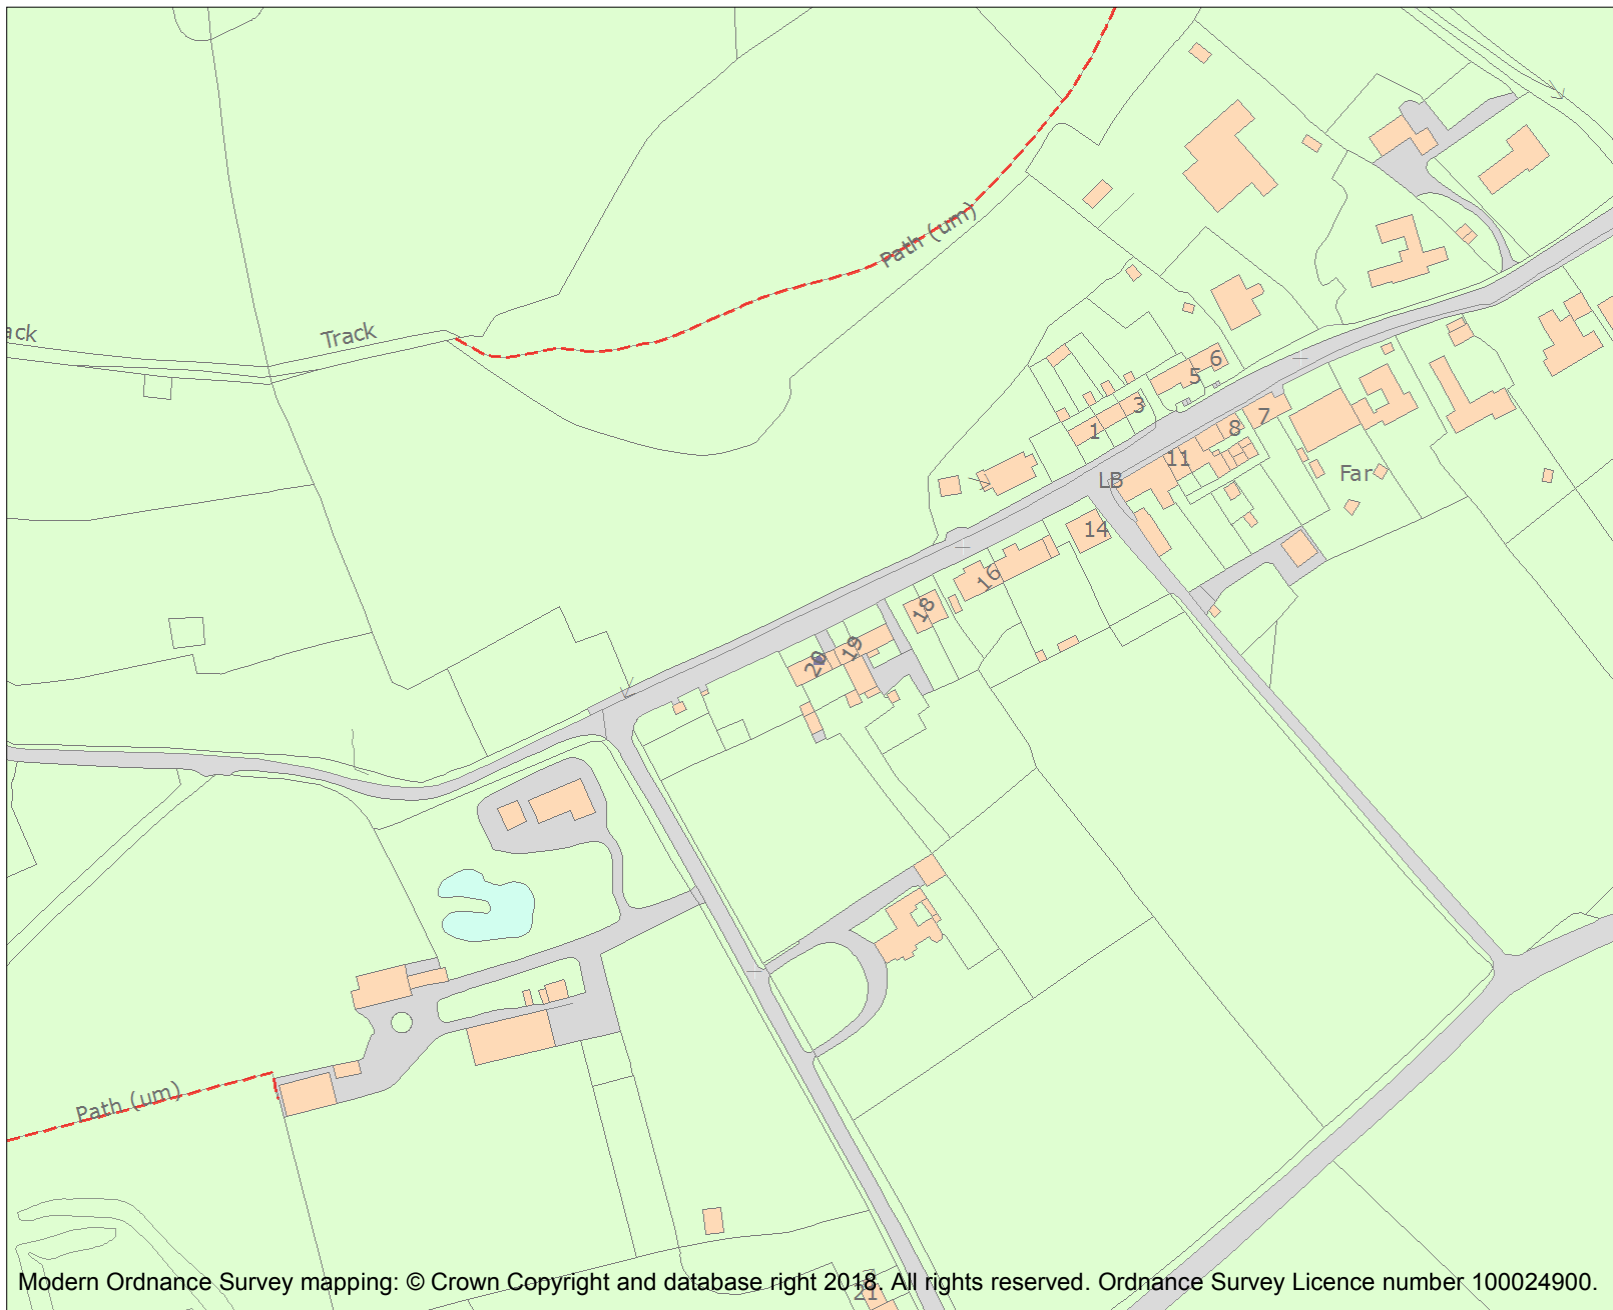 Path (um)
ack
Track
6
5
3
1
7
8
11
Far
LB
14
16
18
19
20
Path (um)
21
Modern Ordnance Survey mapping: © Crown Copyright and database right 2018. All rights reserved. Ordnance Survey Licence number 100024900.